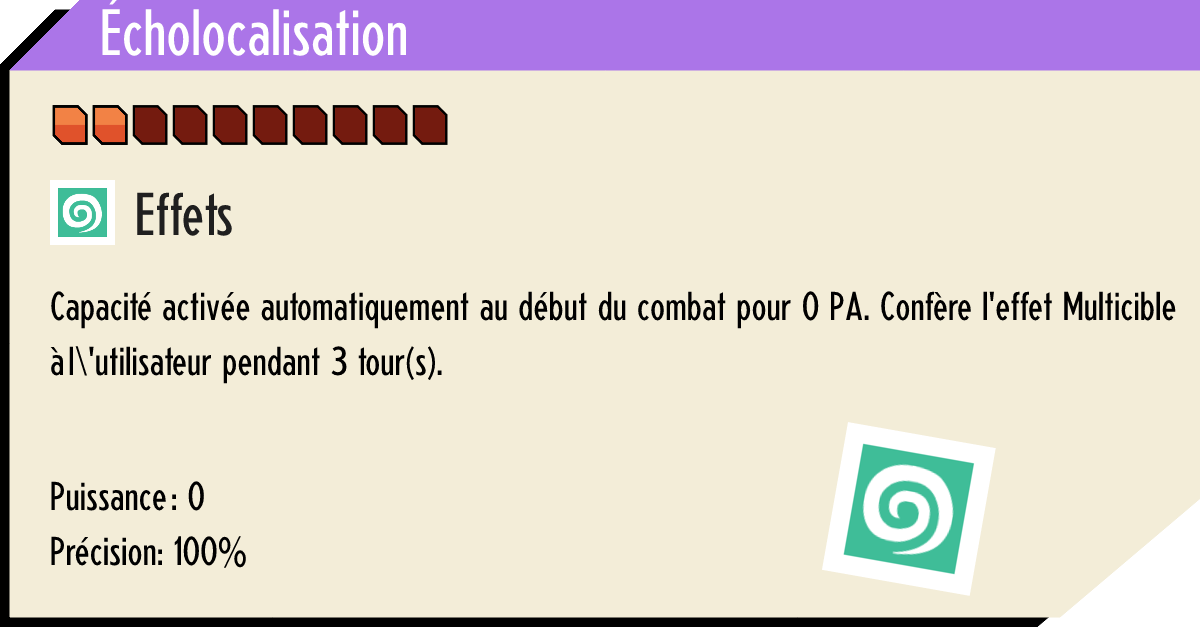 Écholocalisation
Effets
Capacité activée automatiquement au début du combat pour 0 PA. Confère l'effet Multicible
à l\'utilisateur pendant 3 tour(s).
Puissance : 0
Précision: 100%